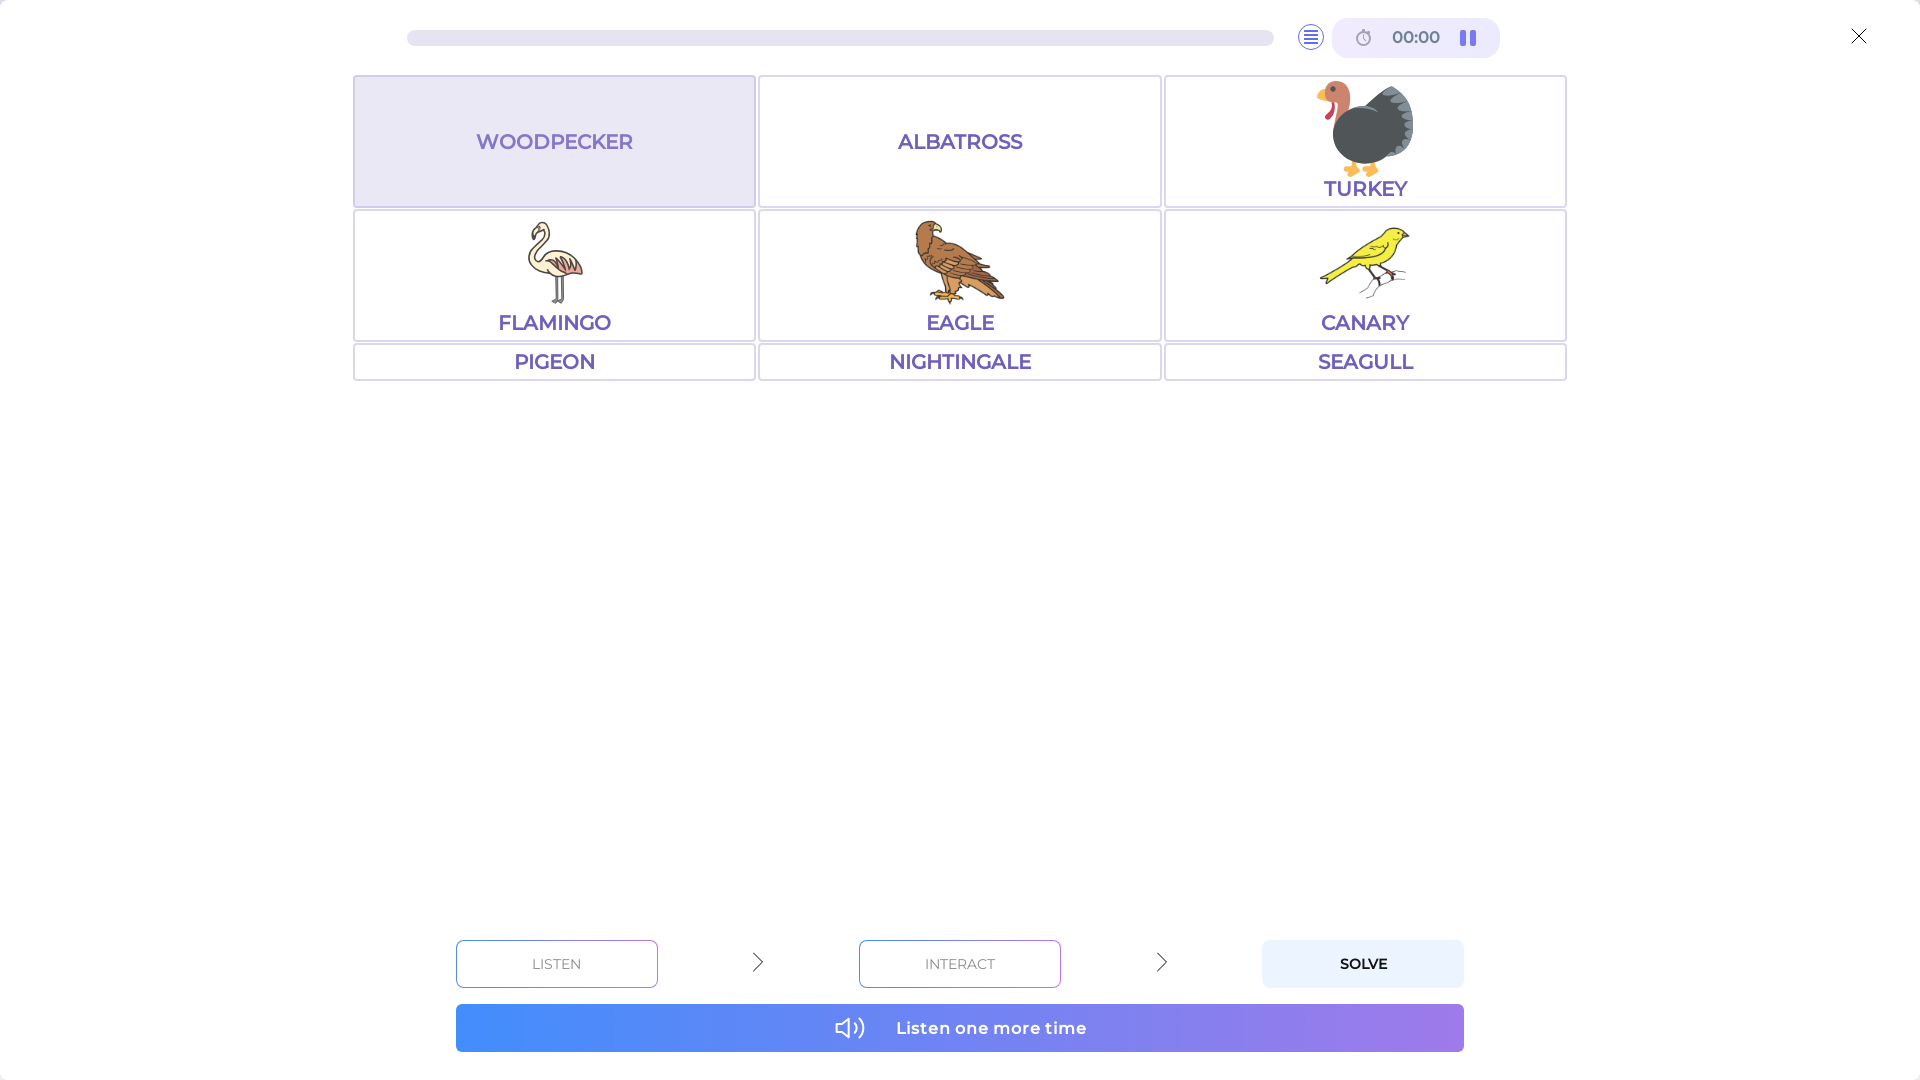 00:00
WOODPECKER
ALBATROSS
TURKEY
FLAMINGO
EAGLE
CANARY
PIGEON
NIGHTINGALE
SEAGULL
LISTEN
INTERACT
SOLVE
Listen one more time